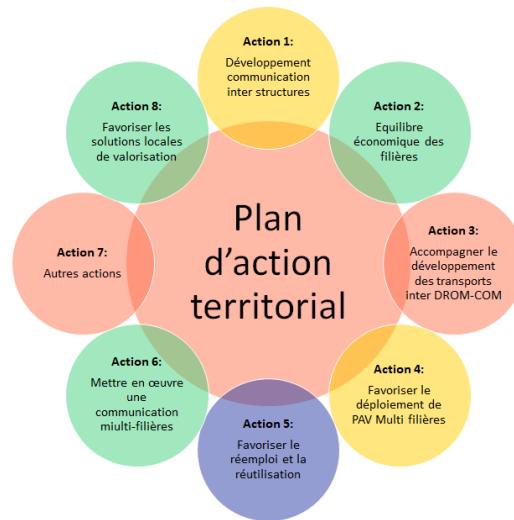 Action 1:
Développement
communication
inter structures
Action 8:
Favoriser les
solutions locales
de valorisation
Action 2:
Equilibre
économique des
filières
Plan
d'action
territorial
Action 7:
Autres actions
Action 3:
Accompagner le
développement
des transports
inter DROM-COM
Action 6:
Mettre en œuvre
une
communication
miulti-filières
Action 4:
Favoriser le
déploiement de
PAV Multi filières
Action 5:
Favoriser le
réemploi et la
réutilisation